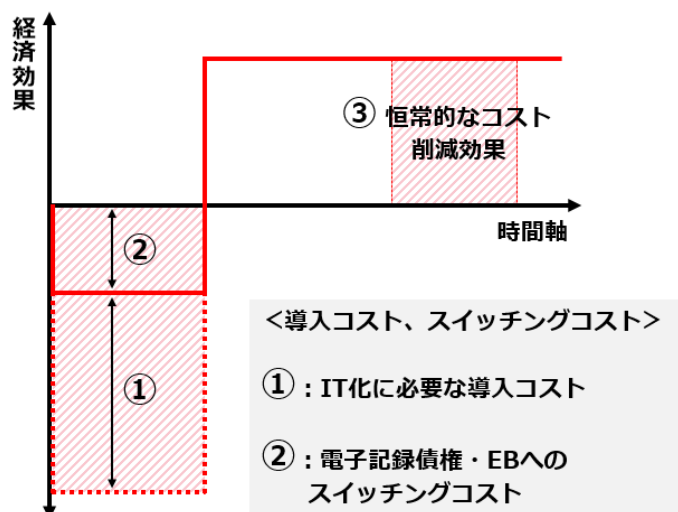 経済効果
③ 恒常的なコスト
削減効果
時間軸
②
①
＜導入コスト、スイッチングコスト＞
①：IT化に必要な導入コスト
②：電子記録債権・EBへの
スイッチングコスト